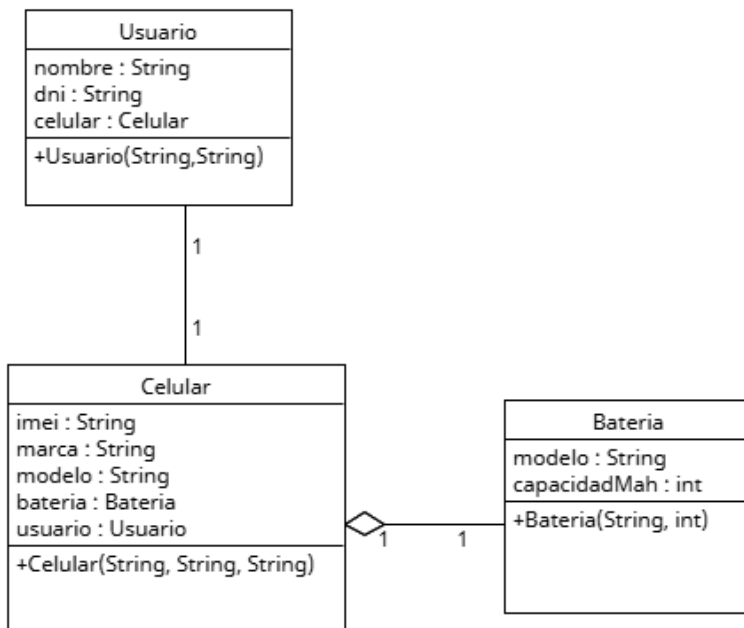 Usuario
nombre : String
dni : String
celular : Celular
+Usuario(String,String)
1
1
Celular
imei : String
marca : String
modelo : String
bateria : Bateria
usuario : Usuario
+Celular(String, String, String)
1
1
Bateria
modelo : String
capacidadMah : int
+Bateria(String, int)